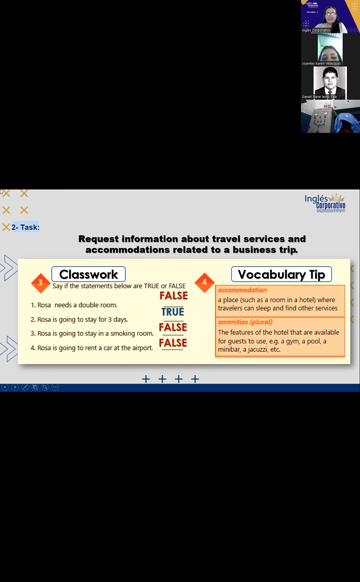 Inglés
Corporativo
2- Task:
Request information about travel services and
accommodations related to a business trip.
3 Classwork
Say if the statements below are TRUE or FALSE
1. Rosa needs a double room. FALSE
2. Rosa is going to stay for 3 days. TRUE
3. Rosa is going to stay in a smoking room. FALSE
4. Rosa is going to rent a car at the airport. FALSE
4 Vocabulary Tip
accommodation
a place (such as a room in a hotel) where
travelers can sleep and find other services
amenities (plural)
The features of the hotel that are available
for guests to use, e.g. a gym, a pool, a
minibar, a jacuzzi, etc.